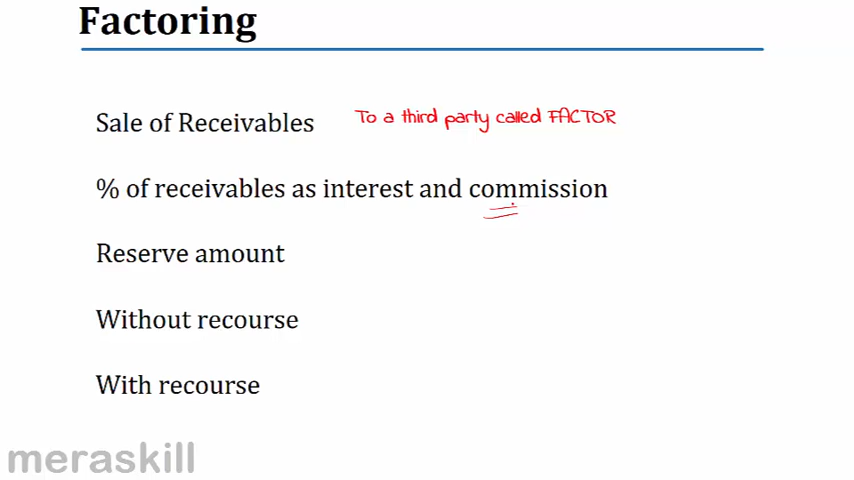 Factoring
Sale of Receivables To a third party called FACTOR
% of receivables as interest and commission
Reserve amount
Without recourse
With recourse
meraskill